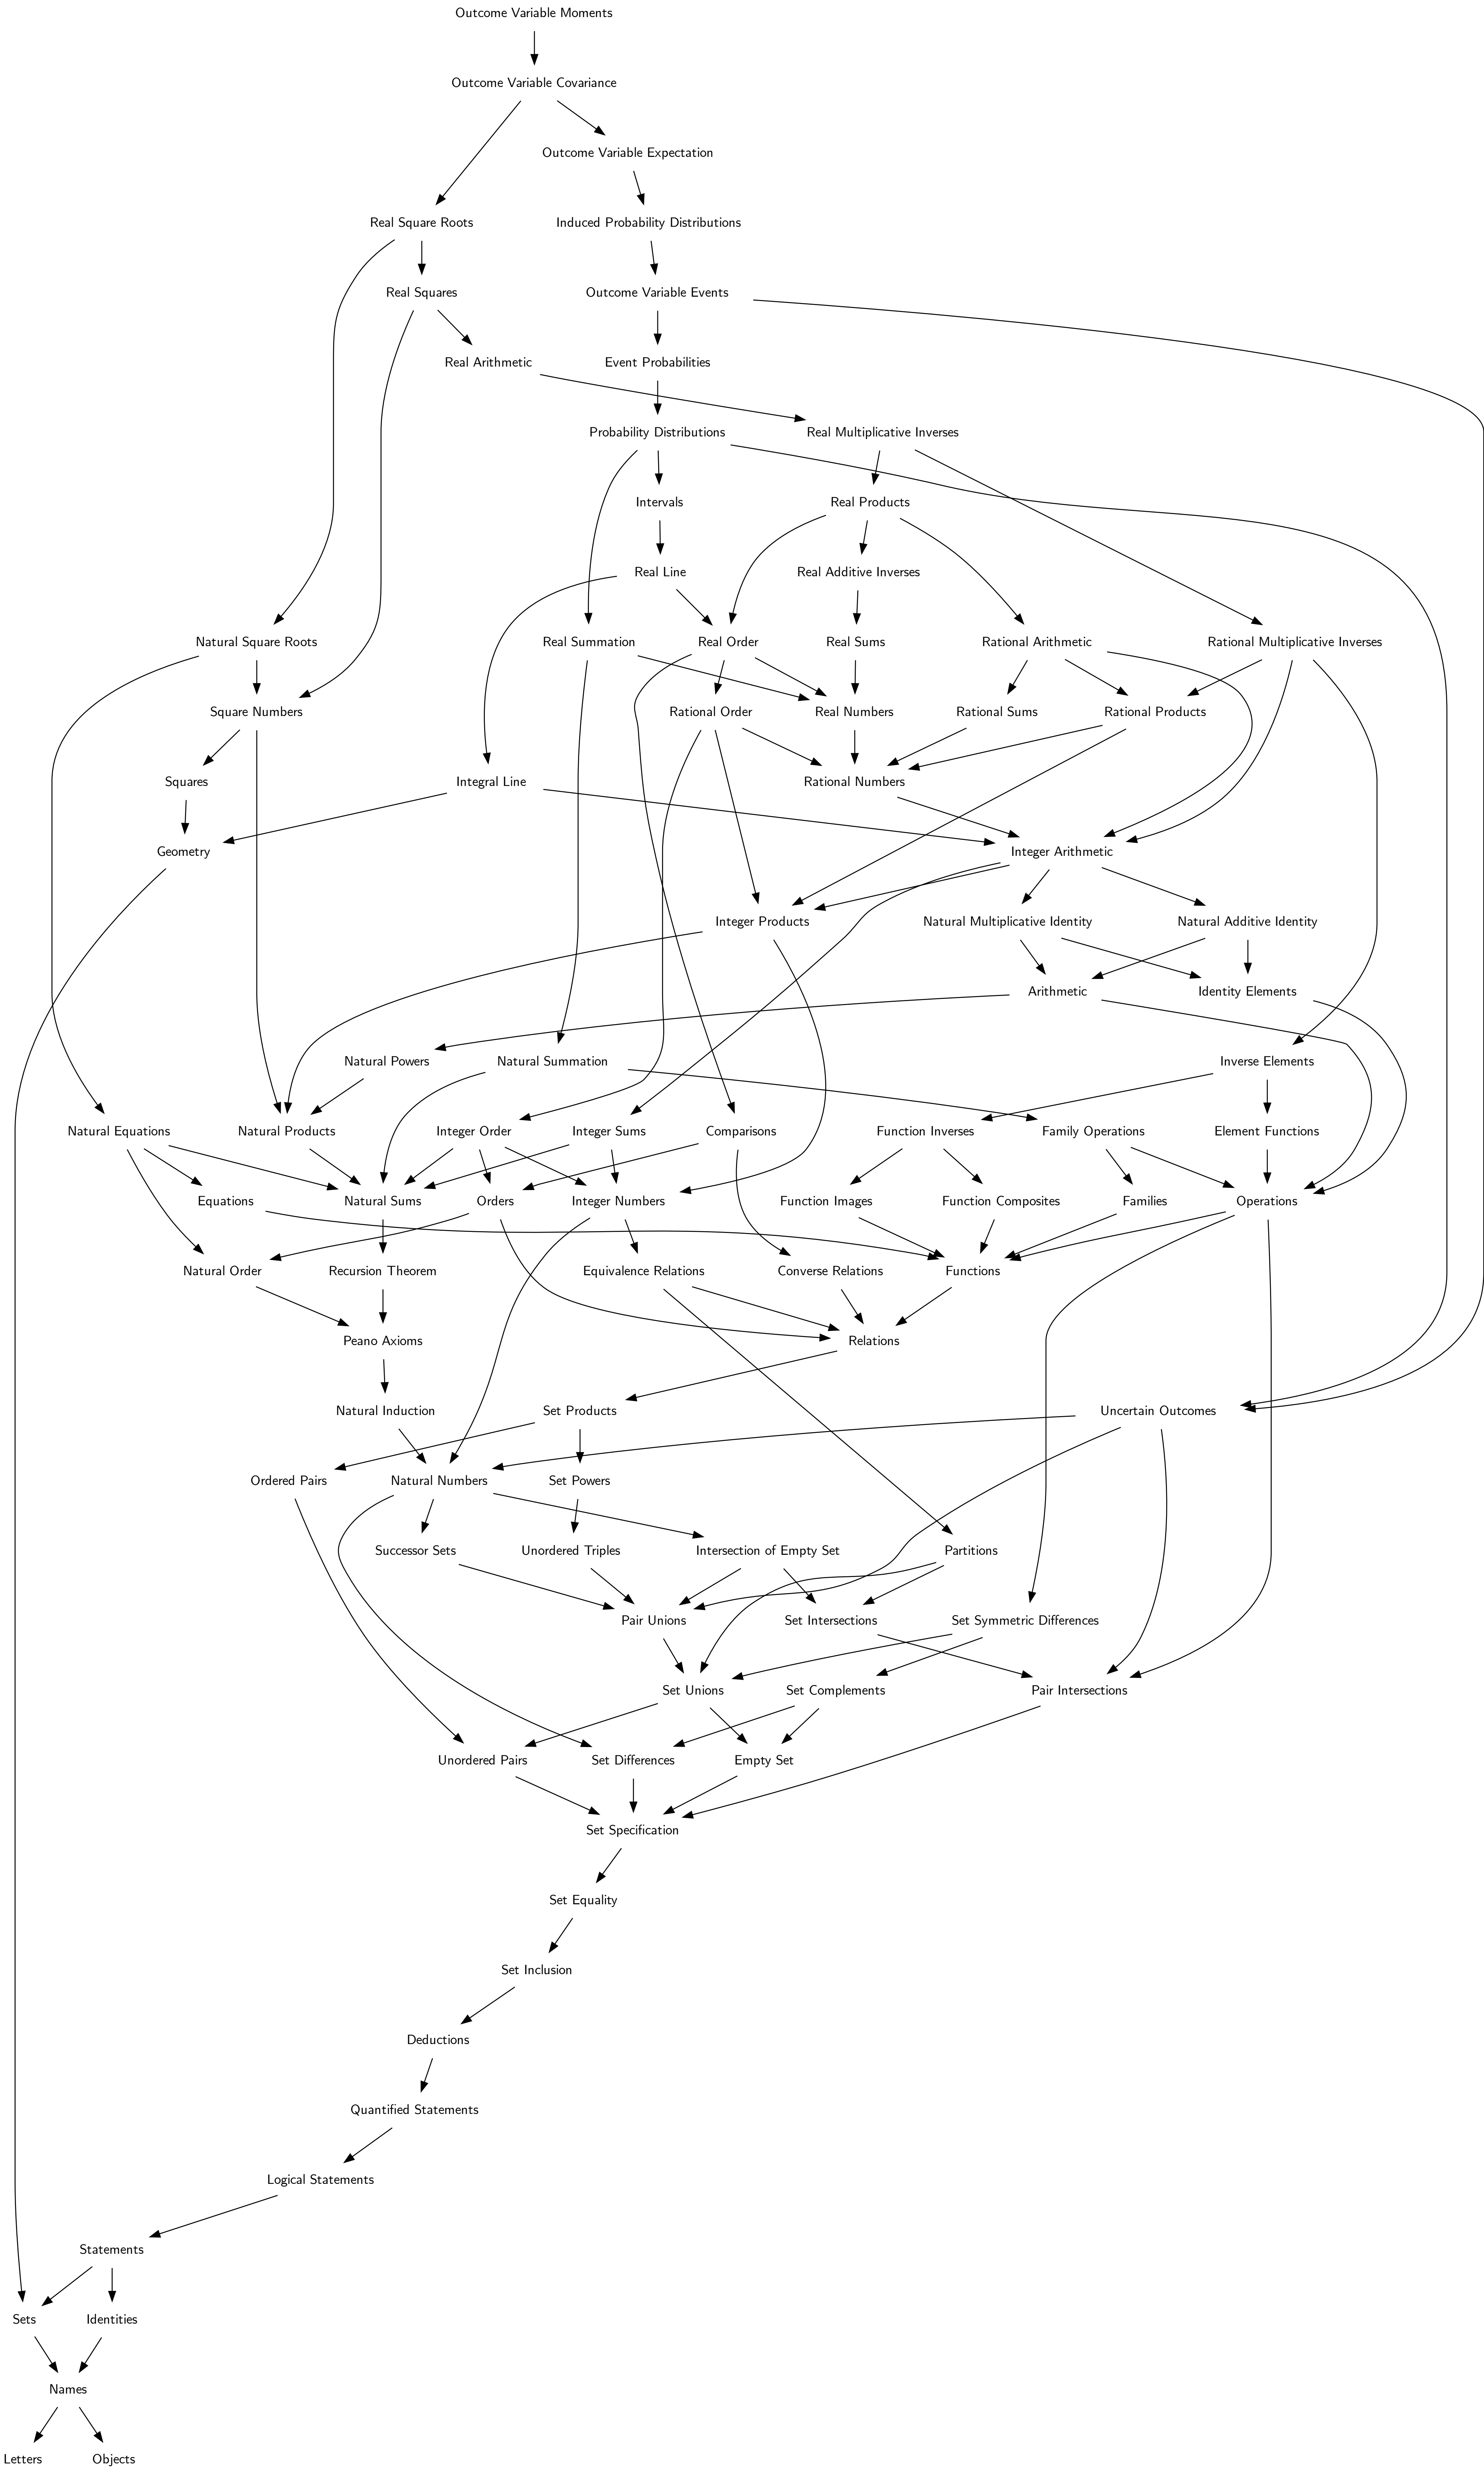 Outcome Variable Moments
Outcome Variable Covariance
Outcome Variable Expectation
Real Square Roots
Induced Probability Distributions
Real Squares
Outcome Variable Events
Real Arithmetic
Event Probabilities
Probability Distributions
Real Multiplicative Inverses
Intervals
Real Products
Real Line
Real Additive Inverses
Natural Square Roots
Real Summation
Real Order
Real Sums
Rational Arithmetic
Rational Multiplicative Inverses
Square Numbers
Rational Order
Real Numbers
Rational Sums
Rational Products
Squares
Integral Line
Rational Numbers
Geometry
Integer Arithmetic
Integer Products
Natural Multiplicative Identity
Natural Additive Identity
Arithmetic
Identity Elements
Natural Powers
Natural Summation
Inverse Elements
Natural Equations
Natural Products
Integer Order
Integer Sums
Comparisons
Function Inverses
Family Operations
Element Functions
Equations
Natural Sums
Orders
Integer Numbers
Function Images
Function Composites
Families
Operations
Natural Order
Recursion Theorem
Equivalence Relations
Converse Relations
Functions
Peano Axioms
Relations
Natural Induction
Set Products
Uncertain Outcomes
Ordered Pairs
Natural Numbers
Set Powers
Successor Sets
Unordered Triples
Intersection of Empty Set
Partitions
Pair Unions
Set Intersections
Set Symmetric Differences
Set Unions
Set Complements
Pair Intersections
Unordered Pairs
Set Differences
Empty Set
Set Specification
Set Equality
Set Inclusion
Deductions
Quantified Statements
Logical Statements
Statements
Sets
Identities
Names
Letters
Objects